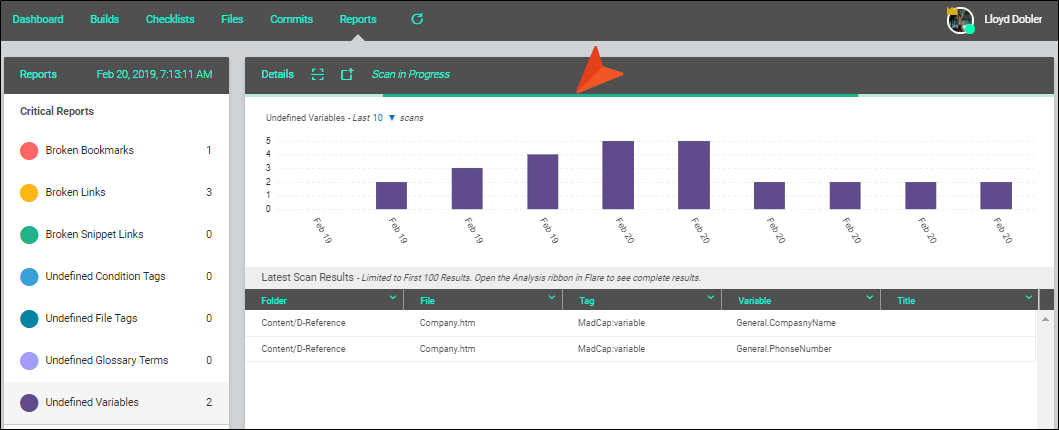 Dashboard Builds Checklists Files Commits Reports Lloyd Dobler
Reports Feb 20, 2019, 7:13:11 AM
Critical Reports
Broken Bookmarks 1
Broken Links 3
Broken Snippet Links 0
Undefined Condition Tags 0
Undefined File Tags 0
Undefined Glossary Terms 0
Undefined Variables 2
Details Scan in Progress
Undefined Variables - Last 10 ▼ scans
5
4
3
2
1
0
Feb 19 Feb 19 Feb 19 Feb 19 Feb 20 Feb 20 Feb 20 Feb 20 Feb 20 Feb 20
Latest Scan Results - Limited to First 100 Results. Open the Analysis ribbon in Flare to see complete results.
Folder File Tag Variable Title
Content/D-Reference Company.htm MadCap:variable General.CompasnyName
Content/D-Reference Company.htm MadCap:variable General.PhonseNumber